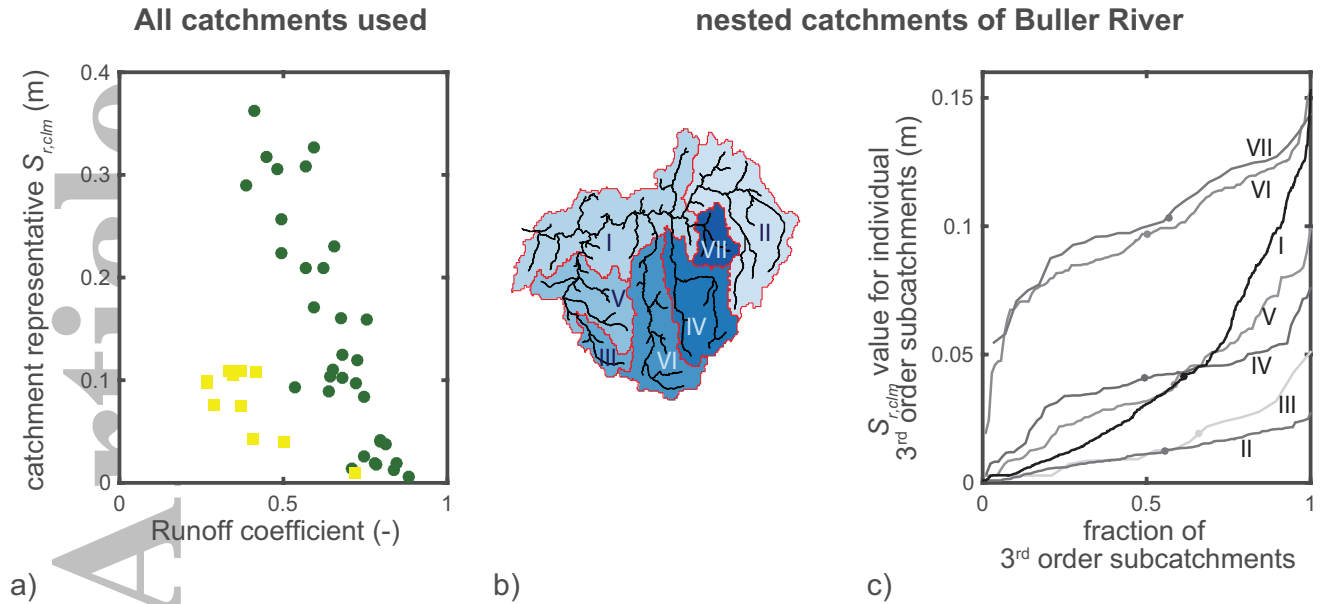 All catchments used
nested catchments of Buller River
Article
catchment representative S_r,clm (m)
0.4
0.3
0.2
0.1
0
0
0.5
1
Runoff coefficient (-)
a)
I
II
VII
V
IV
III
VI
b)
S_r,clm value for individual
3rd order subcatchments (m)
0.15
0.1
0.05
0
VII
VI
I
V
IV
III
II
0
0.5
1
fraction of
3rd order subcatchments
c)